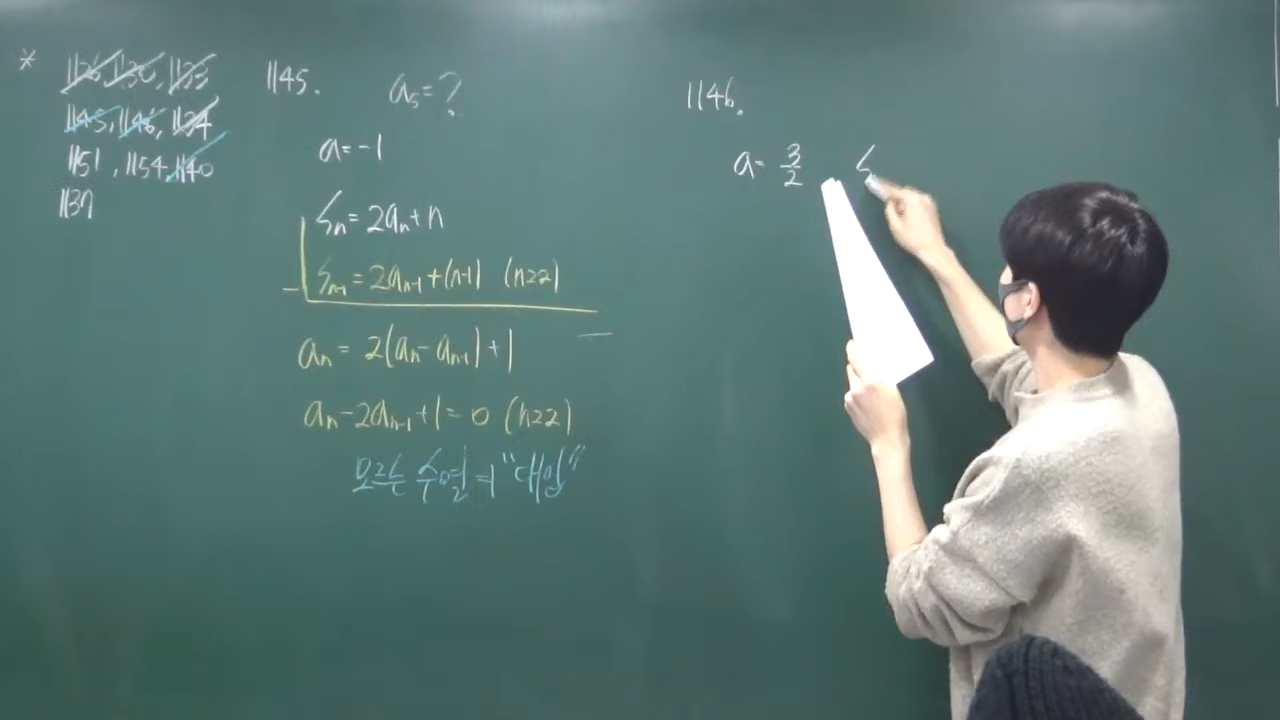 * 1126, 1130, 1133
1145, 1146, 1134
1151, 1154, 1140
1137
1145.
a₅=?
a=-1
Sₙ=2aₙ+n
- Sₙ₋₁=2aₙ₋₁+(n-1) (n≥2)
aₙ=2(aₙ-aₙ₋₁)+1
aₙ-2aₙ₋₁+1=0 (n≥2)
모르는 수열→"대입"
1146.
a=3/2 S